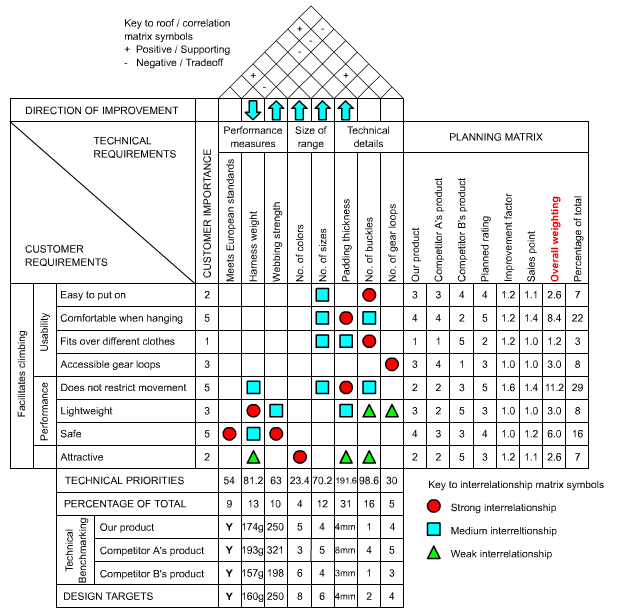 Key to roof / correlation
matrix symbols
+ Positive / Supporting
- Negative / Tradeoff
+
-
+
-
+
-
+
DIRECTION OF IMPROVEMENT
TECHNICAL
REQUIREMENTS
CUSTOMER
REQUIREMENTS
CUSTOMER IMPORTANCE
Performance
measures
Size of
range
Technical
details
PLANNING MATRIX
Meets European standards
Harness weight
Webbing strength
No. of colors
No. of sizes
Padding thickness
No. of buckles
No. of gear loops
Our product
Competitor A's product
Competitor B's product
Planned rating
Improvement factor
Sales point
Overall weighting
Percentage of total
Facilitates climbing
Usability
Easy to put on 2 3 3 4 4 1.2 1.1 2.6 7
Comfortable when hanging 5 4 4 2 5 1.2 1.4 8.4 22
Fits over different clothes 1 1 1 5 2 1.2 1.0 1.2 3
Accessible gear loops 3 3 4 1 3 1.0 1.0 3.0 8
Performance
Does not restrict movement 5 2 2 3 5 1.6 1.4 11.2 29
Lightweight 3 3 2 5 3 1.0 1.0 3.0 8
Safe 5 4 3 3 4 1.0 1.2 6.0 16
Attractive 2 2 2 5 3 1.2 1.1 2.6 7
TECHNICAL PRIORITIES 54 81.2 63 23.4 70.2 191.6 98.6 30
PERCENTAGE OF TOTAL 9 13 10 4 12 31 16 5
Technical
Benchmarking
Our product Y 174g 250 5 4 4mm 1 4
Competitor A's product Y 193g 321 3 5 8mm 4 5
Competitor B's product Y 157g 198 6 4 3mm 1 3
DESIGN TARGETS Y 160g 250 8 6 4mm 2 4
Key to interrelationship matrix symbols
Strong interrelationship
Medium interreltionship
Weak interrelationship